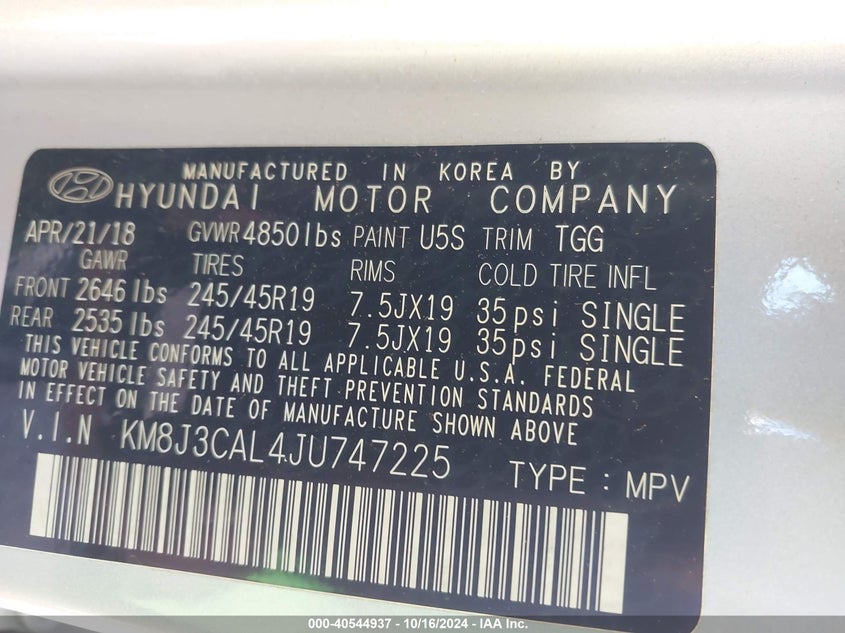 MANUFACTURED IN KOREA BY
HYUNDAI MOTOR COMPANY
APR/21/18 GVWR4850lbs PAINT U5S TRIM TGG
GAWR TIRES RIMS COLD TIRE INFL
FRONT 2646 lbs 245/45R19 7.5JX19 35psi SINGLE
REAR 2535 lbs 245/45R19 7.5JX19 35psi SINGLE
THIS VEHICLE CONFORMS TO ALL APPLICABLE U.S.A. FEDERAL
MOTOR VEHICLE SAFETY AND THEFT PREVENTION STANDARDS
IN EFFECT ON THE DATE OF MANUFACTURE SHOWN ABOVE
V.I.N KM8J3CAL4JU747225 TYPE : MPV
000-40544937 - 10/16/2024 - IAA Inc.